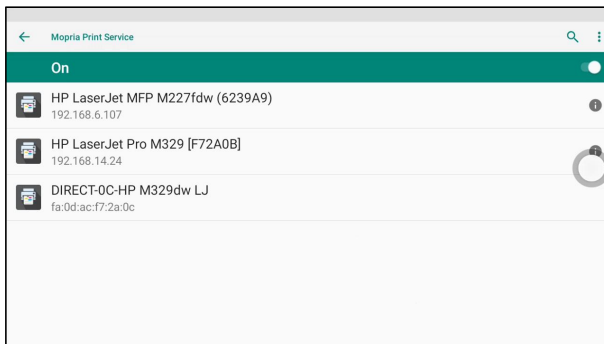 Mopria Print Service
On
HP LaserJet MFP M227fdw (6239A9)
192.168.6.107
HP LaserJet Pro M329 [F72A0B]
192.168.14.24
DIRECT-0C-HP M329dw LJ
fa:0d:ac:f7:2a:0c